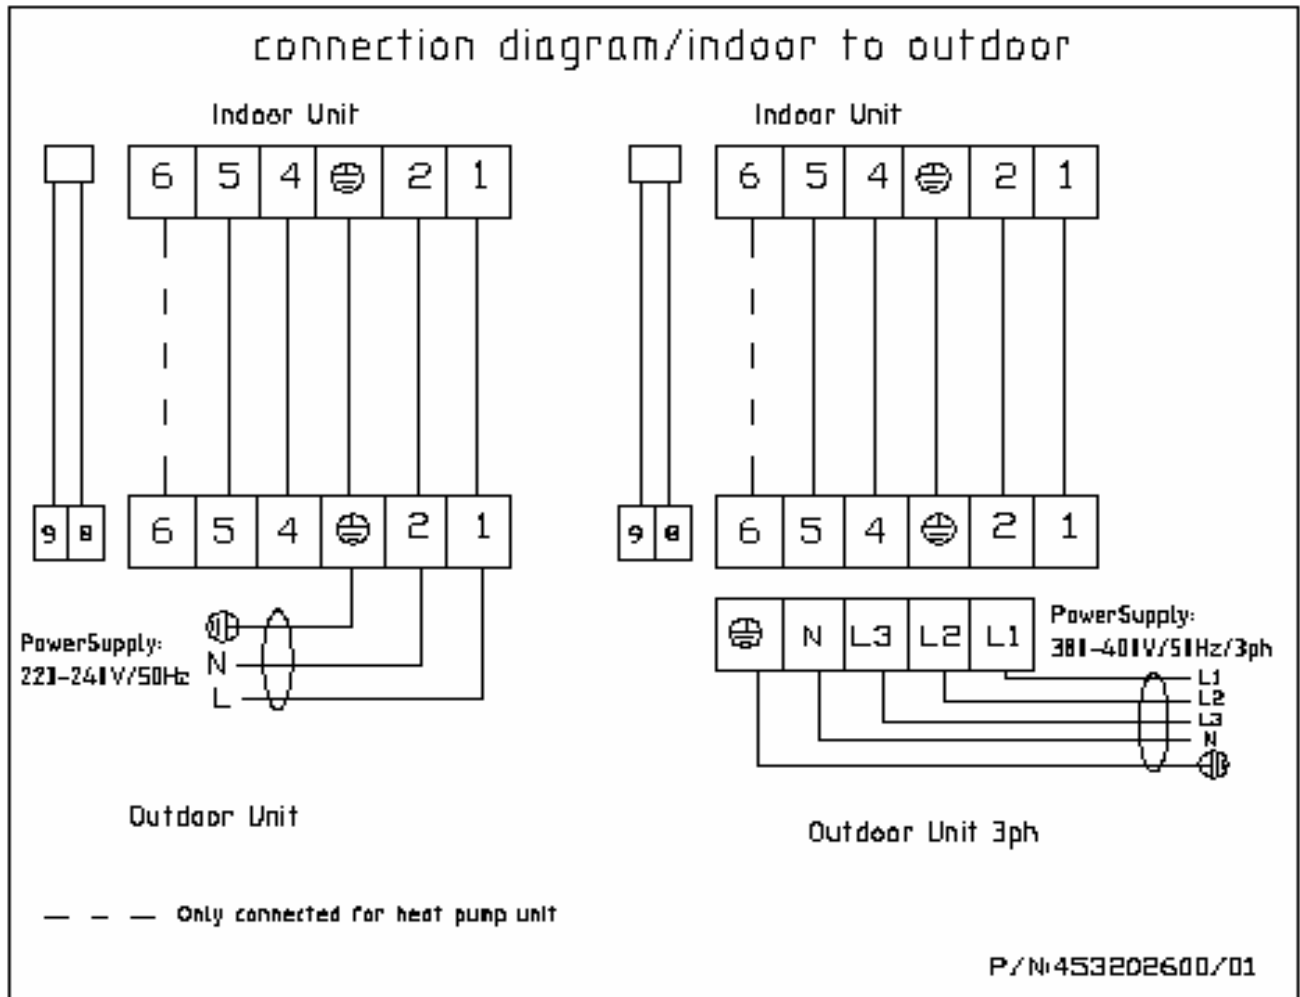 connection diagram/indoor to outdoor
Indoor Unit
6 5 4 2 1
6 5 4 2 1
9 8
PowerSupply:
220-240V/50Hz
N
L
Outdoor Unit
Indoor Unit
6 5 4 2 1
6 5 4 2 1
9 8
N L3 L2 L1
PowerSupply:
380-400V/50Hz/3ph
L1
L2
L3
N
Outdoor Unit 3ph
Only connected for heat pump unit
P/N:453202600/01